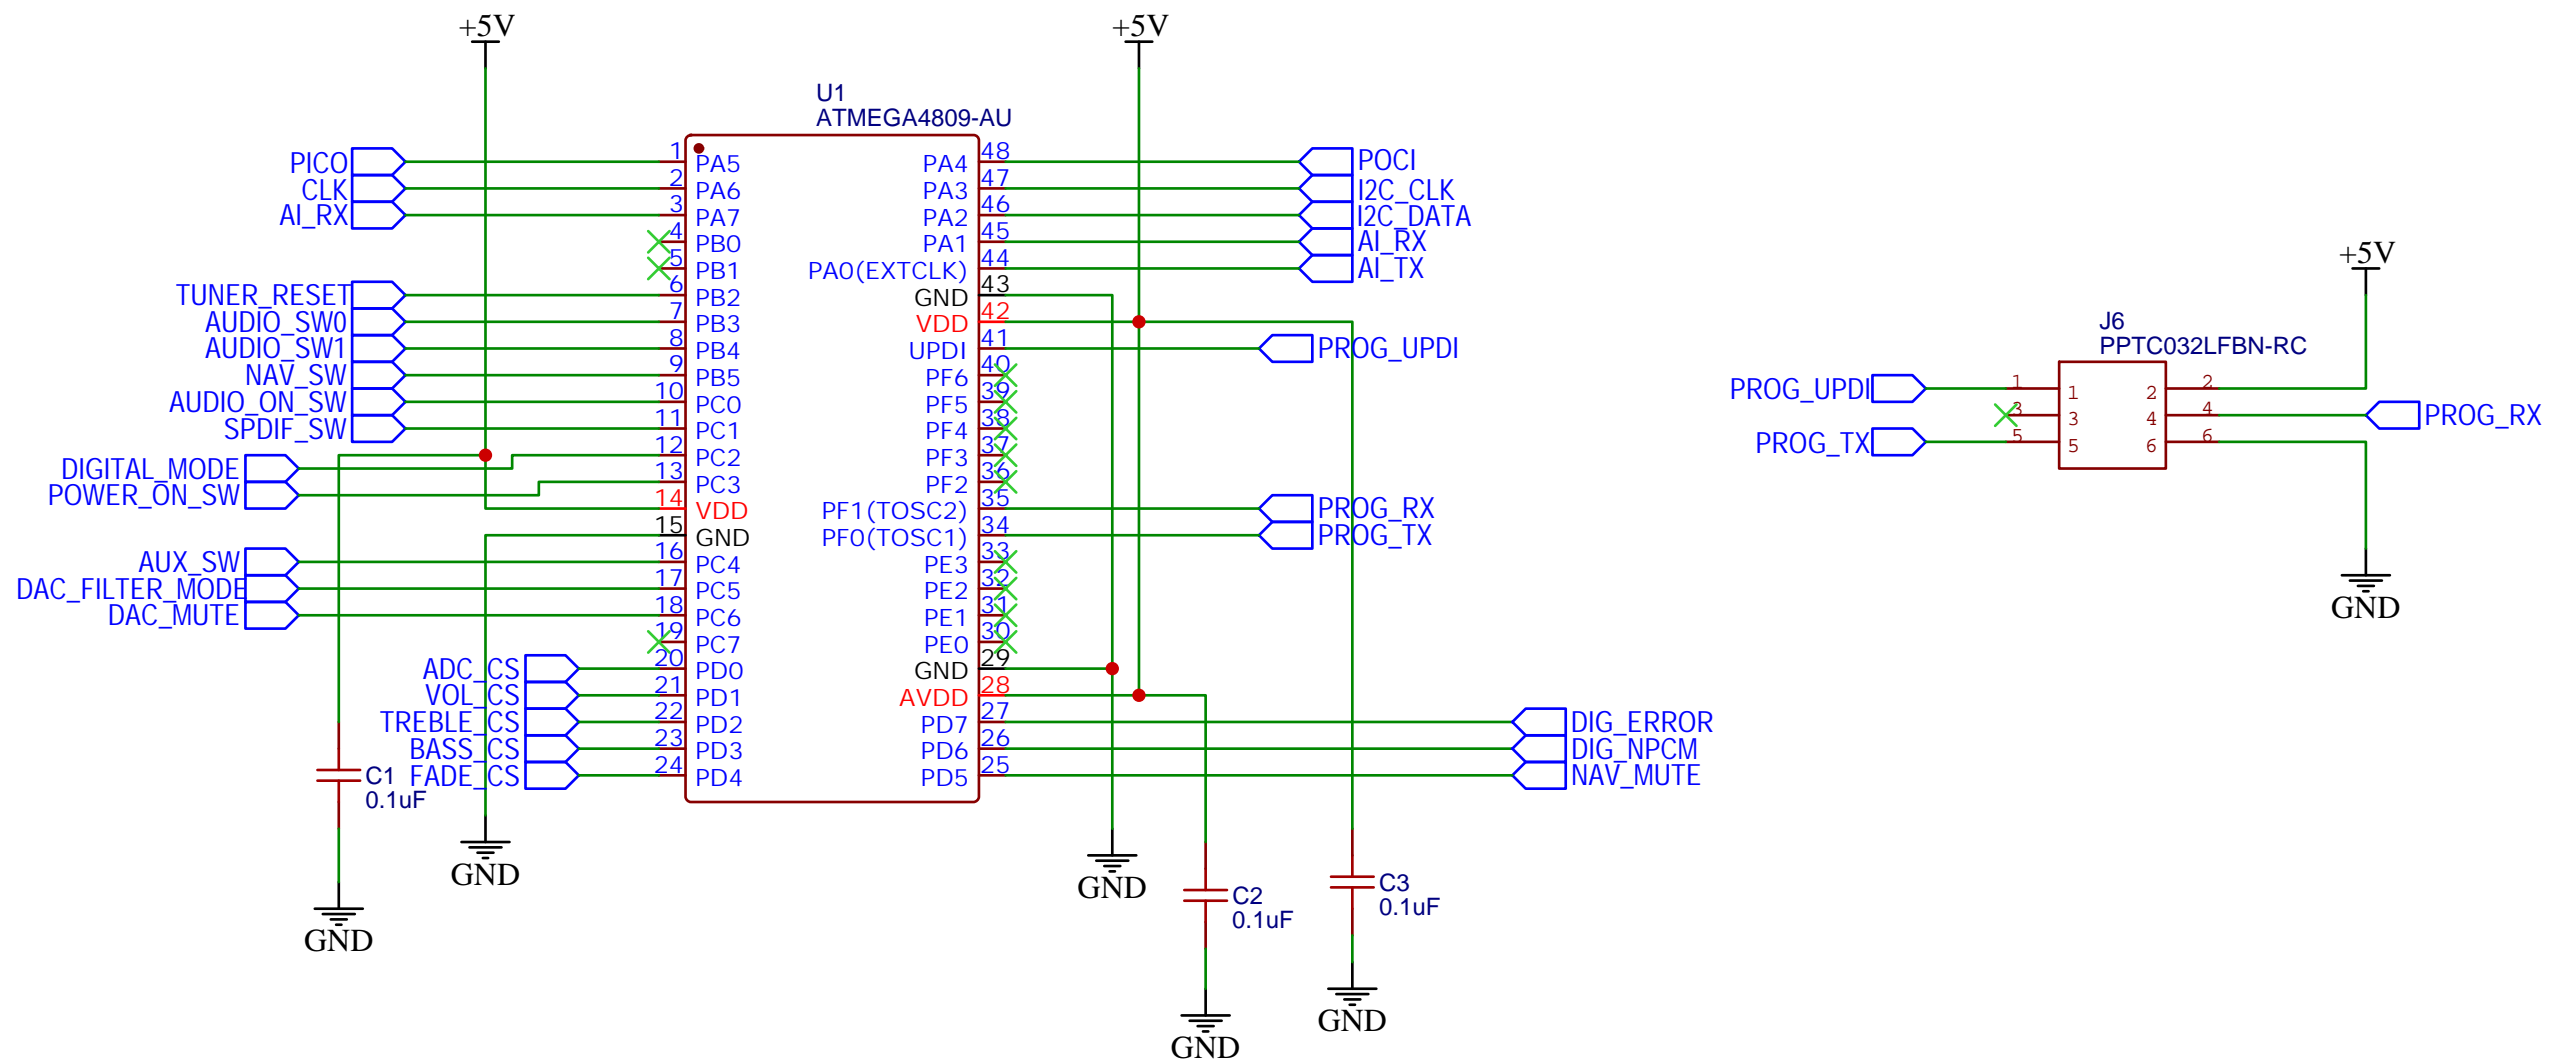 +5V
+5V
U1
ATMEGA4809-AU
PICO
CLK
AI_RX
TUNER_RESET
AUDIO_SW0
AUDIO_SW1
NAV_SW
AUDIO_ON_SW
SPDIF_SW
DIGITAL_MODE
POWER_ON_SW
AUX_SW
DAC_FILTER_MODE
DAC_MUTE
ADC_CS
VOL_CS
TREBLE_CS
BASS_CS
FADE_CS
1 PA5
2 PA6
3 PA7
4 PB0
5 PB1
6 PB2
7 PB3
8 PB4
9 PB5
10 PC0
11 PC1
12 PC2
13 PC3
14 VDD
15 GND
16 PC4
17 PC5
18 PC6
19 PC7
20 PD0
21 PD1
22 PD2
23 PD3
24 PD4
PA4 48
PA3 47
PA2 46
PA1 45
PA0(EXTCLK) 44
GND 43
VDD 42
UPDI 41
PF6 40
PF5 39
PF4 38
PF3 37
PF2 36
PF1(TOSC2) 35
PF0(TOSC1) 34
PE3 33
PE2 32
PE1 31
PE0 30
GND 29
AVDD 28
PD7 27
PD6 26
PD5 25
POCI
I2C_CLK
I2C_DATA
AI_RX
AI_TX
PROG_UPDI
PROG_RX
PROG_TX
DIG_ERROR
DIG_NPCM
NAV_MUTE
C1
0.1uF
GND
GND
GND
C2
0.1uF
GND
C3
0.1uF
GND
+5V
J6
PPTC032LFBN-RC
PROG_UPDI
PROG_TX
1 1
3 3
5 5
2 2
4 4
6 6
PROG_RX
GND